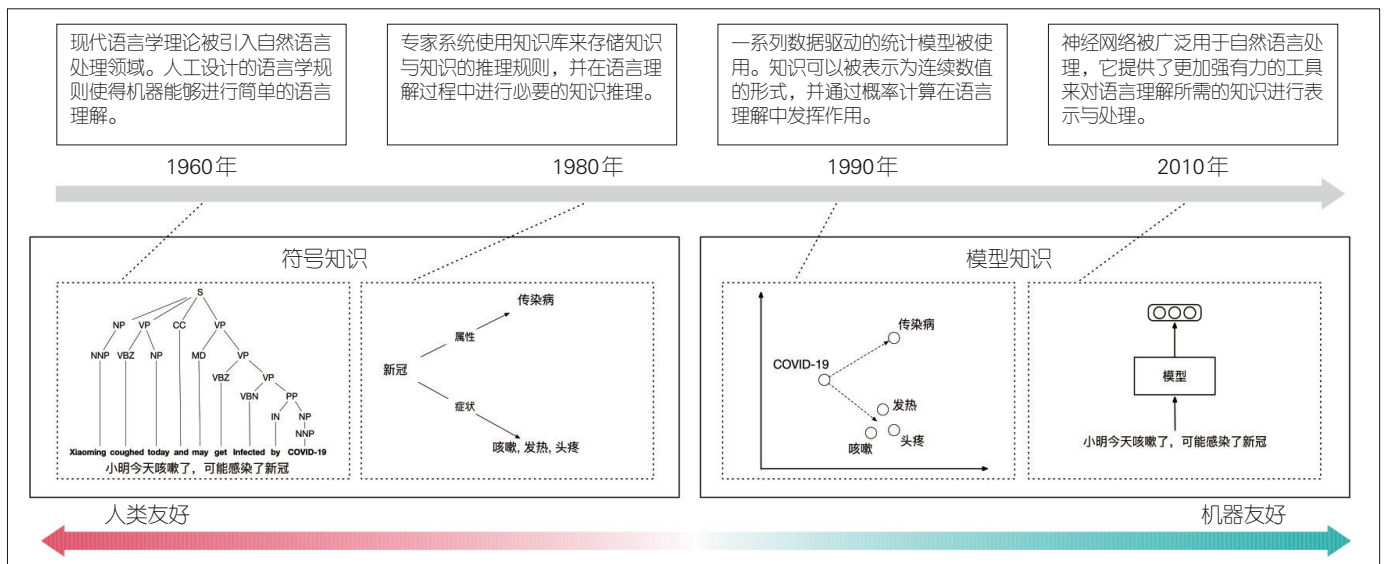 现代语言学理论被引入自然语言
处理领域。人工设计的语言学规
则使得机器能够进行简单的语言
理解。
专家系统使用知识库来存储知识
与知识的推理规则，并在语言理
解过程中进行必要的知识推理。
一系列数据驱动的统计模型被使
用。知识可以被表示为连续数值
的形式，并通过概率计算在语言
理解中发挥作用。
神经网络被广泛用于自然语言处
理，它提供了更加强有力的工具
来对语言理解所需的知识进行表
示与处理。
1960年
1980年
1990年
2010年
符号知识
S
NP VP CC VP
NNP VBZ NP MD VP
VBZ VP
VBN PP
IN NP
NNP
Xiaoming coughed today and may get Infected by COVID-19
小明今天咳嗽了，可能感染了新冠
传染病
属性
新冠
症状
咳嗽, 发热, 头疼
模型知识
传染病
COVID-19
发热
头疼
咳嗽
模型
小明今天咳嗽了，可能感染了新冠
人类友好
机器友好